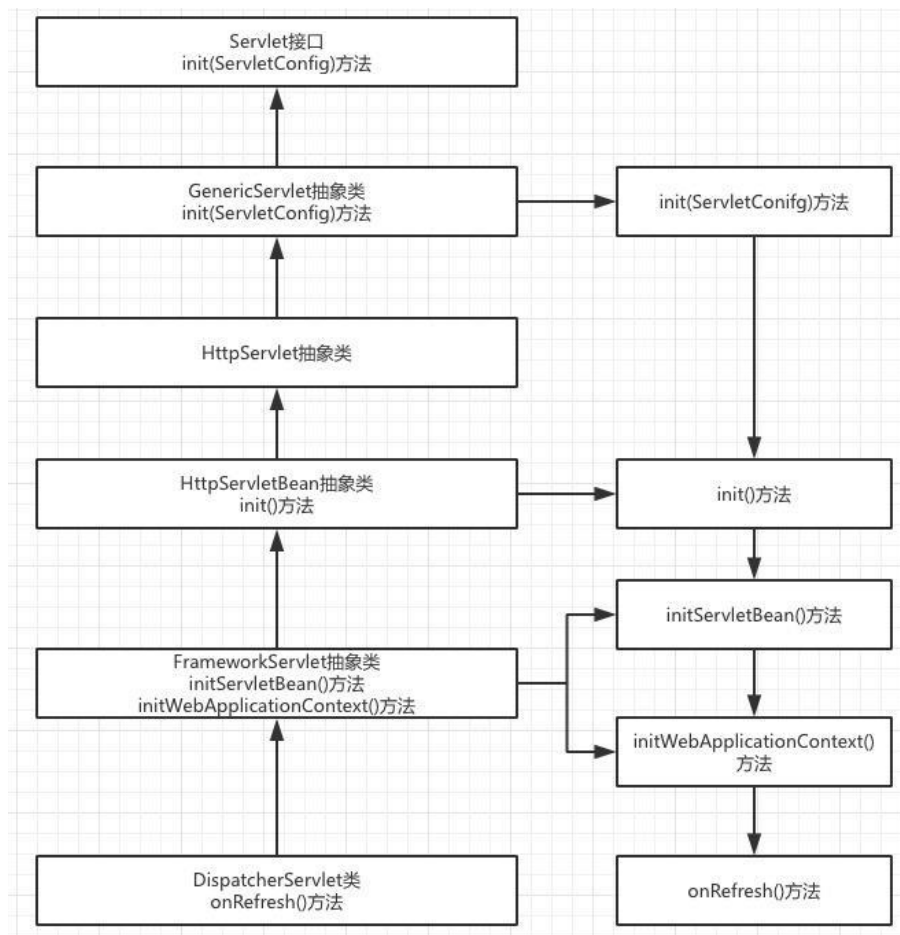 Servlet接口
init(ServletConfig)方法
GenericServlet抽象类
init(ServletConfig)方法
init(ServletConifg)方法
HttpServlet抽象类
HttpServletBean抽象类
init()方法
init()方法
initServletBean()方法
FrameworkServlet抽象类
initServletBean()方法
initWebApplicationContext()方法
initWebApplicationContext()
方法
DispatcherServlet类
onRefresh()方法
onRefresh()方法